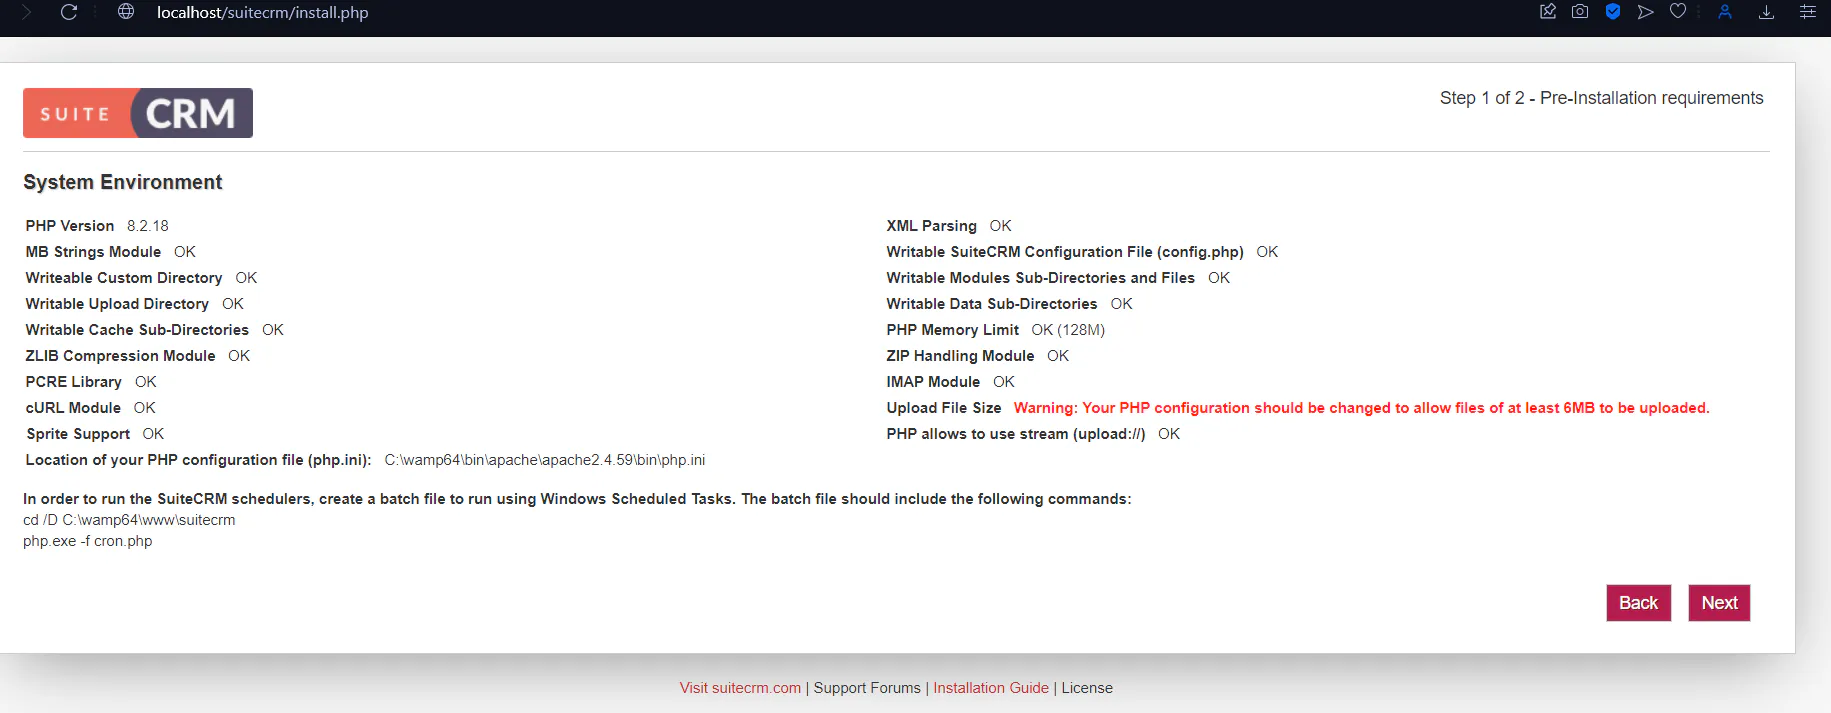 localhost/suitecrm/install.php
SUITE CRM
Step 1 of 2 - Pre-Installation requirements
System Environment
PHP Version 8.2.18
XML Parsing OK
MB Strings Module OK
Writable SuiteCRM Configuration File (config.php) OK
Writeable Custom Directory OK
Writable Modules Sub-Directories and Files OK
Writable Upload Directory OK
Writable Data Sub-Directories OK
Writable Cache Sub-Directories OK
PHP Memory Limit OK (128M)
ZLIB Compression Module OK
ZIP Handling Module OK
PCRE Library OK
IMAP Module OK
cURL Module OK
Upload File Size Warning: Your PHP configuration should be changed to allow files of at least 6MB to be uploaded.
Sprite Support OK
PHP allows to use stream (upload://) OK
Location of your PHP configuration file (php.ini): C:\wamp64\bin\apache\apache2.4.59\bin\php.ini
In order to run the SuiteCRM schedulers, create a batch file to run using Windows Scheduled Tasks. The batch file should include the following commands:
cd /D C:\wamp64\www\suitecrm
php.exe -f cron.php
Back Next
Visit suitecrm.com | Support Forums | Installation Guide | License